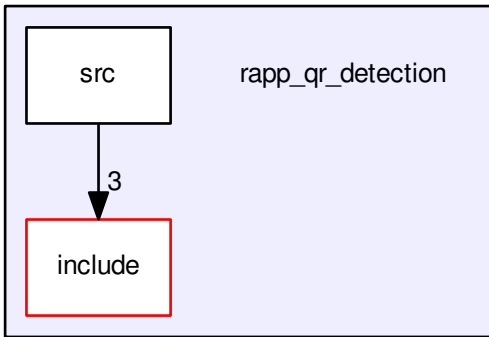 src
rapp_qr_detection
3
include